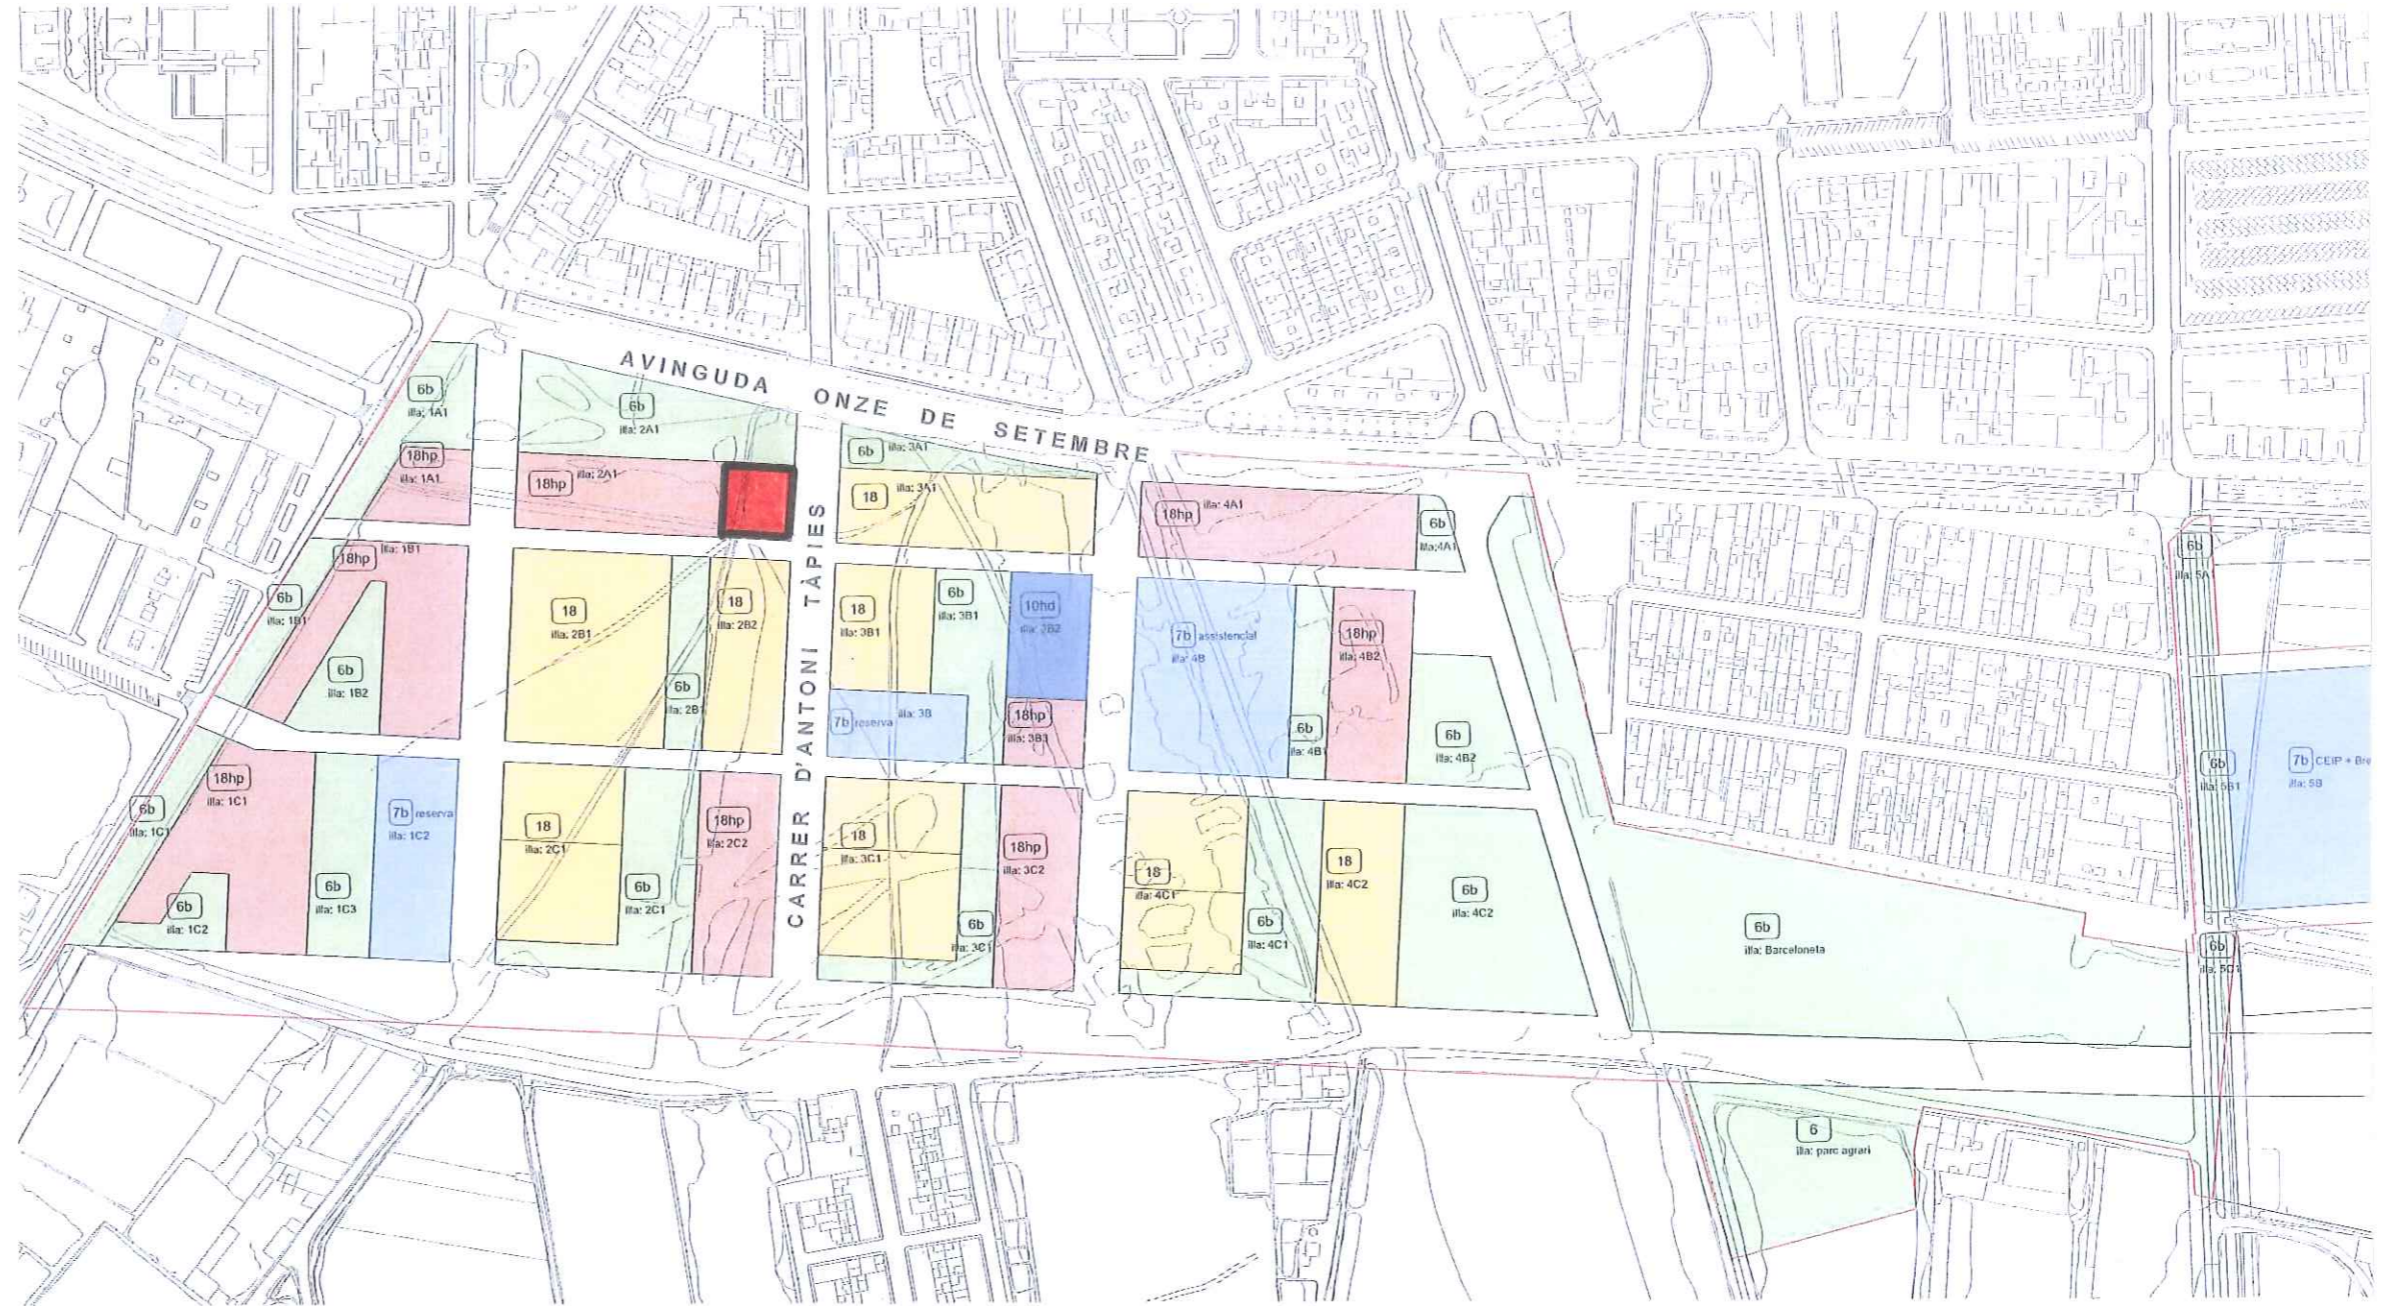 AVINGUDA ONZE DE SETEMBRE
CARRER D'ANTONI TÀPIES
6b
illa: 1A1
18hp
illa: 1A1
6b
illa: 2A1
18hp
illa: 2A1
6b
illa: 3A1
18
illa: 3A1
18hp
illa: 4A1
6b
illa: 4A1
6b
illa: 5A
18hp
illa: 1B1
6b
illa: 1B1
6b
illa: 1B2
18
illa: 2B1
6b
illa: 2B1
18
illa: 2B2
18
illa: 3B1
6b
illa: 3B1
10hd
illa: 3B2
7b reserva
illa: 3B
18hp
illa: 3B3
7b assistencial
illa: 4B
6b
illa: 4B1
18hp
illa: 4B2
6b
illa: 4B2
6b
illa: 5B1
7b CEIP + Bre
illa: 5B
6b
illa: 1C1
18hp
illa: 1C1
6b
illa: 1C2
6b
illa: 1C3
7b reserva
illa: 1C2
18
illa: 2C1
6b
illa: 2C1
18hp
illa: 2C2
18
illa: 3C1
6b
illa: 3C1
18hp
illa: 3C2
18
illa: 4C1
6b
illa: 4C1
18
illa: 4C2
6b
illa: 4C2
6b
illa: Barceloneta
6b
illa: 5C1
6
illa: parc agrari